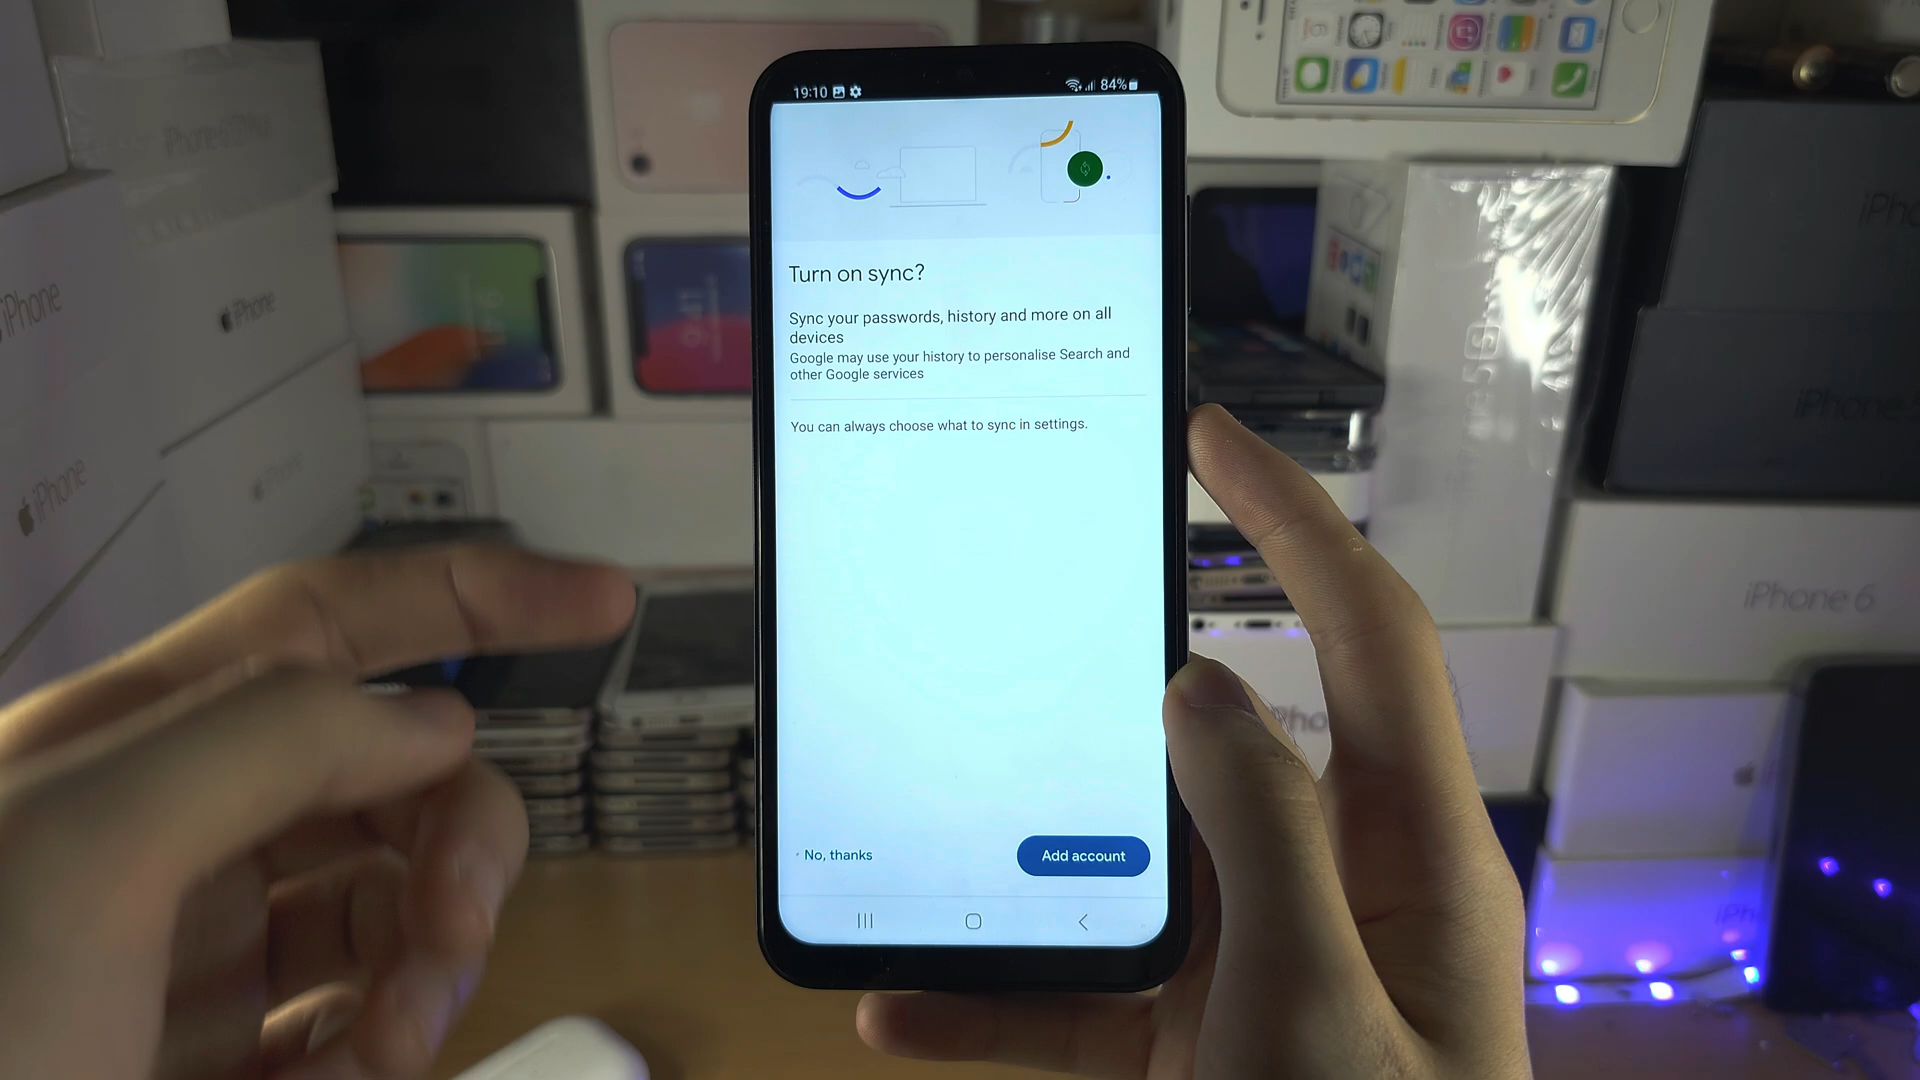 19:10
84%
Turn on sync?
Sync your passwords, history and more on all
devices
Google may use your history to personalise Search and
other Google services
You can always choose what to sync in settings.
No, thanks
Add account
iPhone
iPhone
iPhone
iPhone
iPhone 6